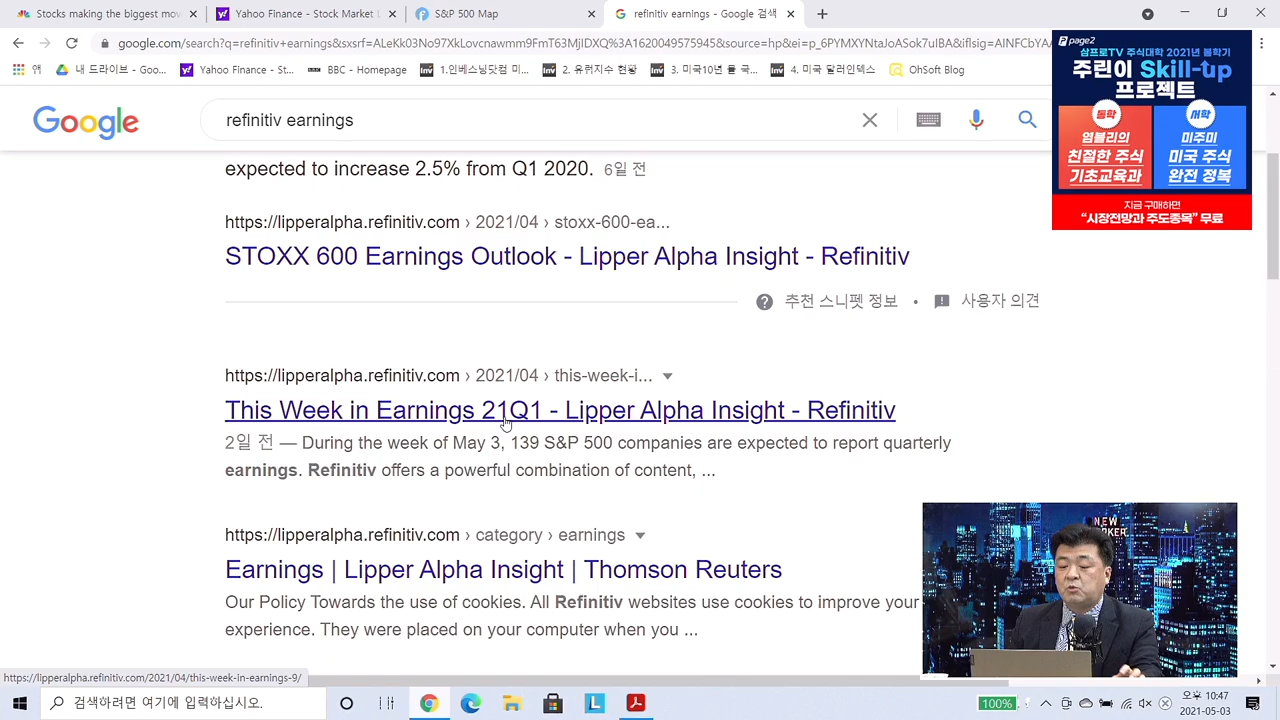 Stocks making the biggest mov
Yahoo Finance - Stock Market L
S&P 500 Map
refinitiv earnings - Google 검색
google.com/search?q=refinitiv+earnings&sx
앱
내 드라이브 - Goo...
Yahoo Finance - St...
BBC - Homepage
1.인베스팅닷컴 미...
2. 유런지수 현황
3. 미국10년 물 국...
4. 미국 달러인덱스
OhSoft Blog
page2
삼프로TV 주식대학 2021년 봄학기
주린이 Skill-up
프로젝트
동학
염블리의
친절한 주식
기초교육과
서학
미주미
미국 주식
완전 정복
지금 구매하면
“시장전망과 주도종목” 무료
Google
refinitiv earnings
expected to increase 2.5% from Q1 2020. 6일 전
https://lipperalpha.refinitiv.com › 2021/04 › stoxx-600-ea...
STOXX 600 Earnings Outlook - Lipper Alpha Insight - Refinitiv
추천 스니펫 정보 • 사용자 의견
https://lipperalpha.refinitiv.com › 2021/04 › this-week-i...
This Week in Earnings 21Q1 - Lipper Alpha Insight - Refinitiv
2일 전 — During the week of May 3, 139 S&P 500 companies are expected to report quarterly
earnings. Refinitiv offers a powerful combination of content, ...
https://lipperalpha.refinitiv.com › category › earnings
Earnings | Lipper Alpha Insight | Thomson Reuters
Our Policy Towards the use of cookies. All Refinitiv websites use cookies to improve your
experience. They were placed on your computer when you ...
NEW
https://lipperalpha.refinitiv.com/2021/04/this-week-in-earnings-9/
검색하려면 여기에 입력하십시오.
100%
오후 10:47
2021-05-03